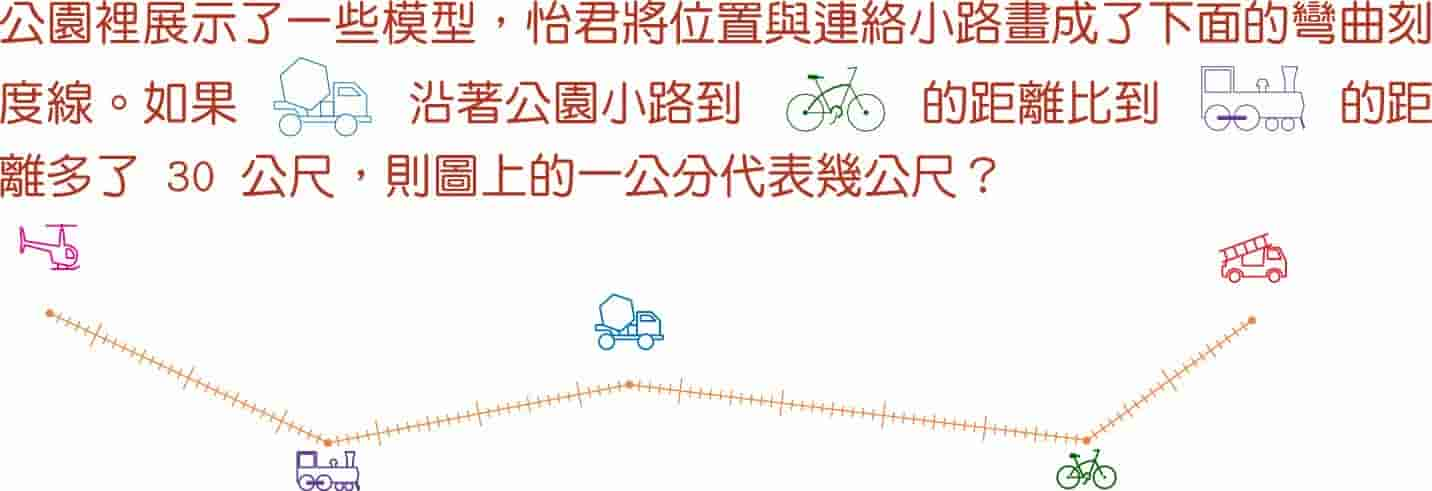 公園裡展示了一些模型，怡君將位置與連絡小路畫成了下面的彎曲刻
度線。如果 沿著公園小路到 的距離比到 的距
離多了 30 公尺，則圖上的一公分代表幾公尺？